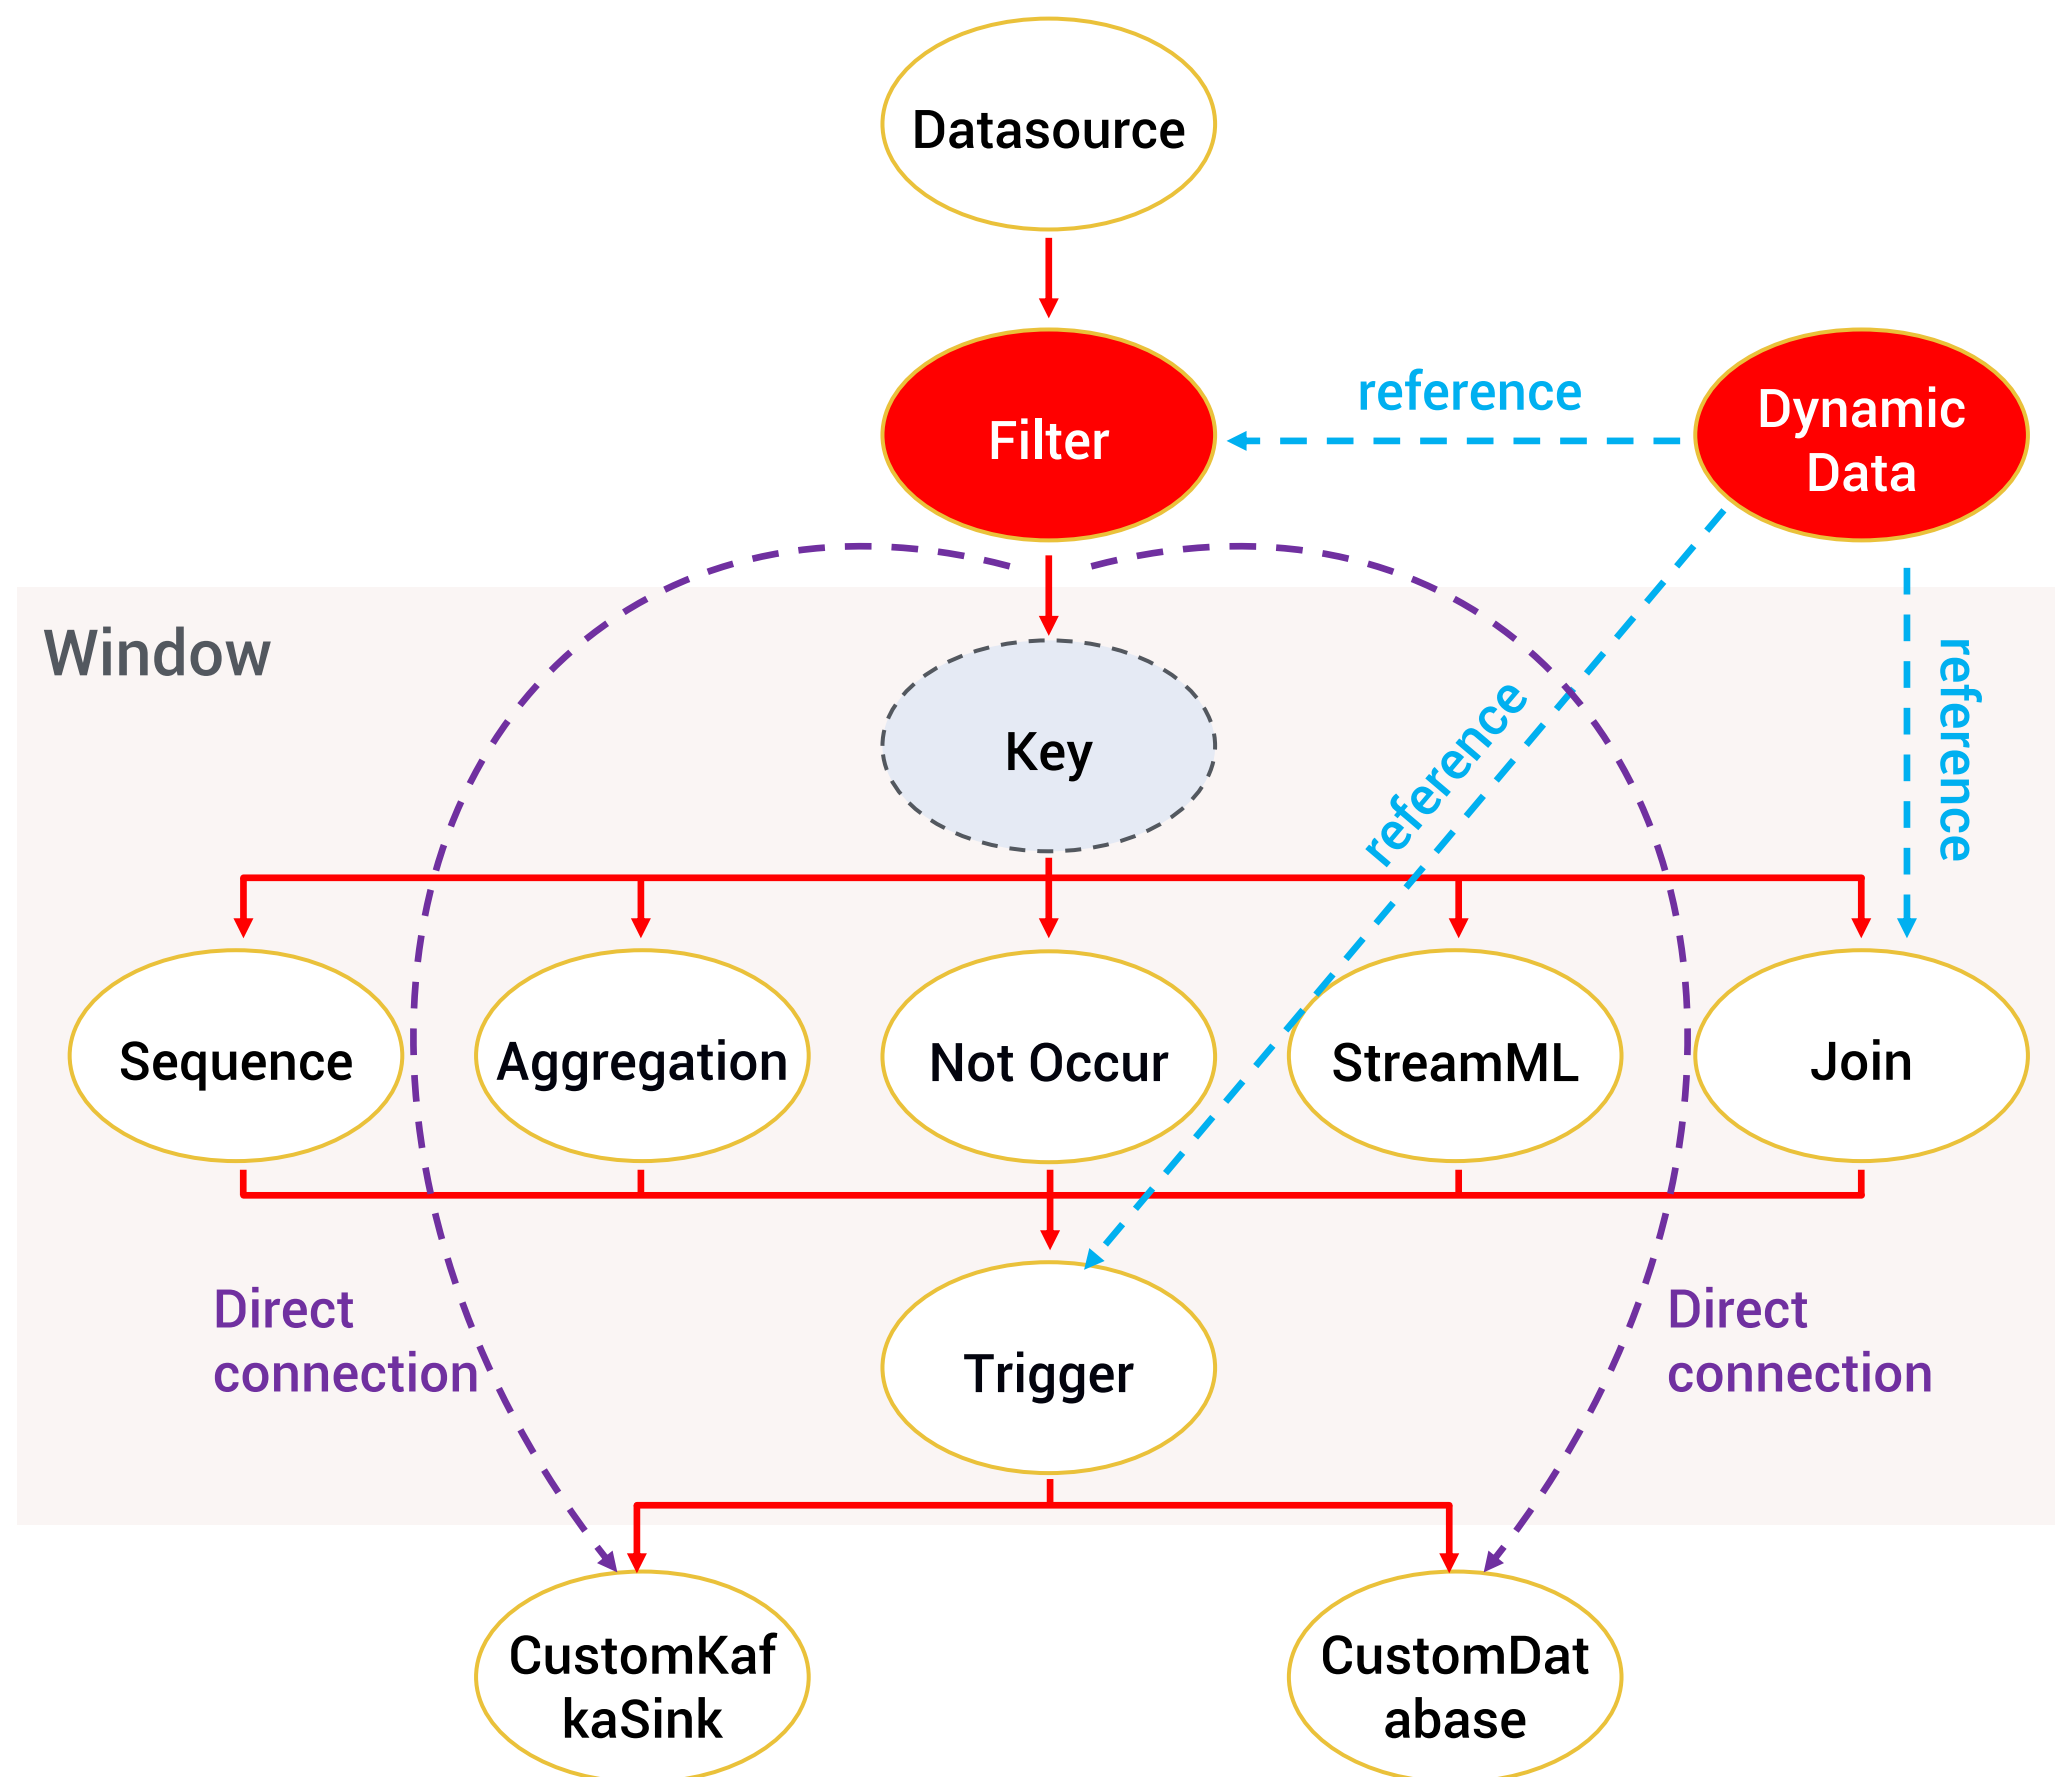 Datasource
Filter
reference
Dynamic
Data
Window
Key
reference
reference
Sequence
Aggregation
Not Occur
StreamML
Join
Direct
connection
Trigger
Direct
connection
CustomKaf
kaSink
CustomDat
abase